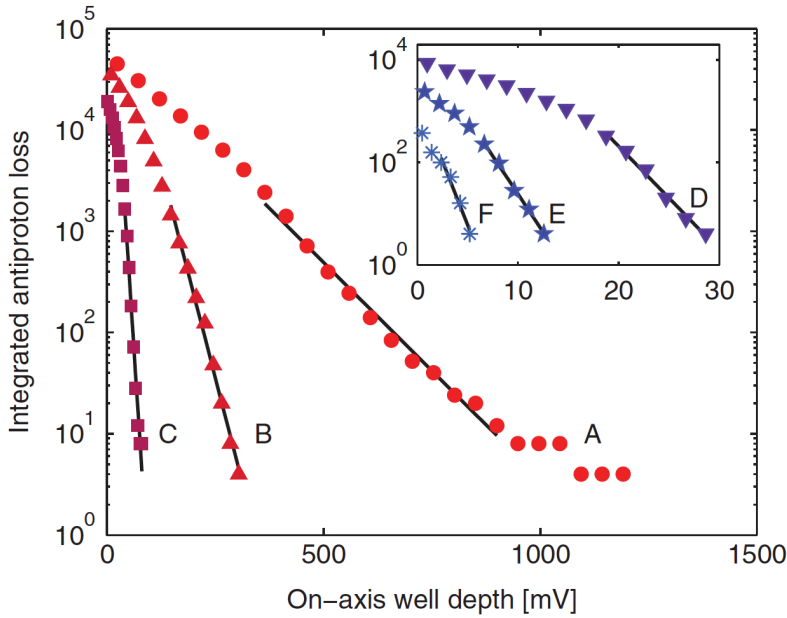 Integrated antiproton loss
10^5
10^4
10^3
10^2
10^1
10^0
0
500
1000
1500
On-axis well depth [mV]
C
B
A
10^4
10^2
10^0
0
10
20
30
F
E
D